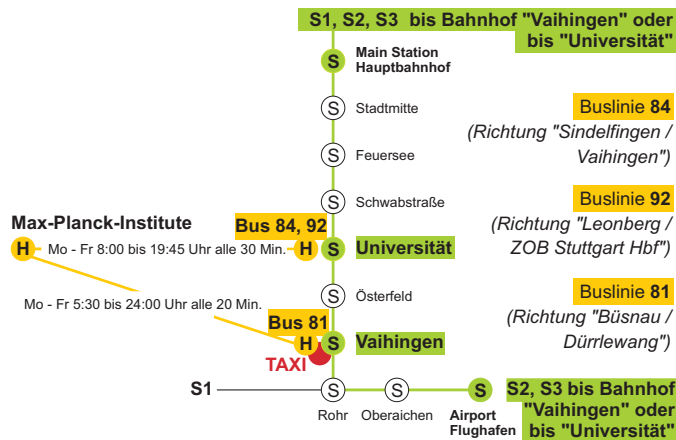 S1, S2, S3  bis Bahnhof "Vaihingen" oder
bis "Universität"
S
Main Station
Hauptbahnhof
S
Stadtmitte
Buslinie 84
(Richtung "Sindelfingen /
Vaihingen")
S
Feuersee
S
Schwabstraße
Buslinie 92
(Richtung "Leonberg /
ZOB Stuttgart Hbf")
Max-Planck-Institute
Bus 84, 92
H
Mo - Fr 8:00 bis 19:45 Uhr alle 30 Min.
H
S
Universität
S
Österfeld
Mo - Fr 5:30 bis 24:00 Uhr alle 20 Min.
Buslinie 81
(Richtung "Büsnau /
Dürrlewang")
Bus 81
H
S
Vaihingen
TAXI
S1
S
S
S
Rohr
Oberaichen
Airport
Flughafen
S2, S3 bis Bahnhof
"Vaihingen" oder
bis "Universität"